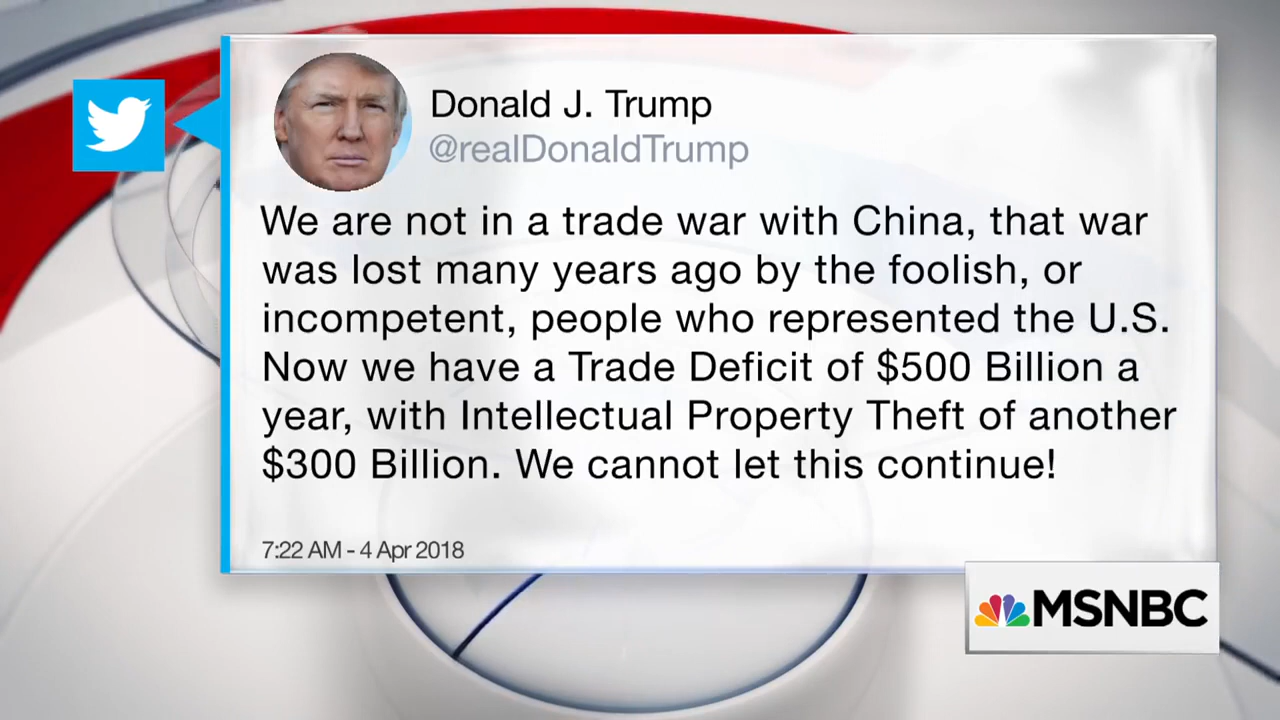 Donald J. Trump
@realDonaldTrump
We are not in a trade war with China, that war
was lost many years ago by the foolish, or
incompetent, people who represented the U.S.
Now we have a Trade Deficit of $500 Billion a
year, with Intellectual Property Theft of another
$300 Billion. We cannot let this continue!
7:22 AM - 4 Apr 2018
MSNBC